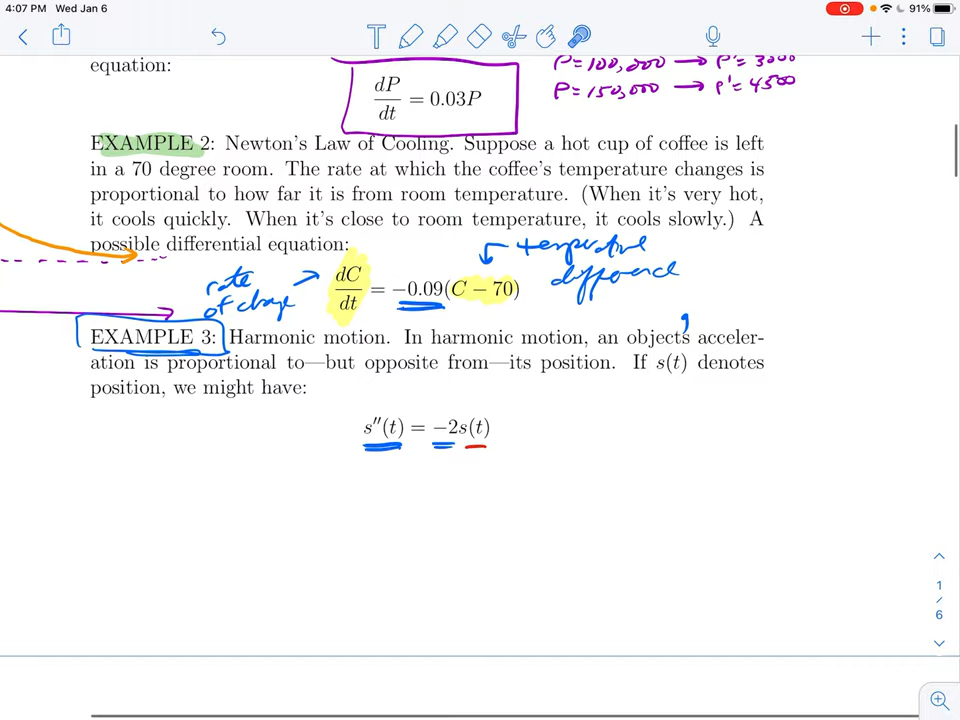 4:07 PM Wed Jan 6
91%
equation:
P=100,000 → P'= 3000
P=150,000 → P'= 4500
dP/dt = 0.03P
EXAMPLE 2: Newton's Law of Cooling. Suppose a hot cup of coffee is left
in a 70 degree room. The rate at which the coffee's temperature changes is
proportional to how far it is from room temperature. (When it's very hot,
it cools quickly. When it's close to room temperature, it cools slowly.) A
possible differential equation:
temperature
difference
rate
of change
dC/dt = −0.09(C − 70)
EXAMPLE 3: Harmonic motion. In harmonic motion, an objects, acceler-
ation is proportional to—but opposite from—its position. If s(t) denotes
position, we might have:
s″(t) = −2s(t)
1
/
6